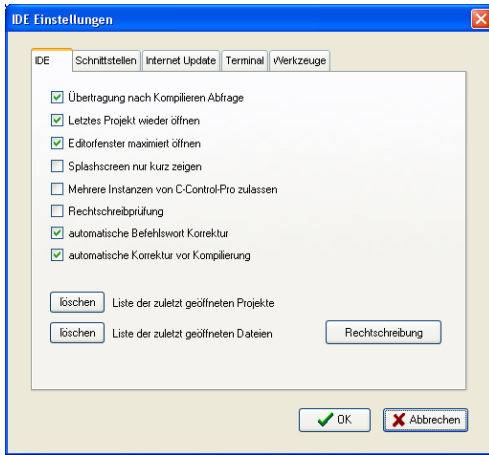 IDE Einstellungen
IDE Schnittstellen Internet Update Terminal Werkzeuge
Übertragung nach Kompilieren Abfrage
Letztes Projekt wieder öffnen
Editorfenster maximiert öffnen
Splashscreen nur kurz zeigen
Mehrere Instanzen von C-Control-Pro zulassen
Rechtschreibprüfung
automatische Befehlswort Korrektur
automatische Korrektur vor Kompilierung
löschen Liste der zuletzt geöffneten Projekte
löschen Liste der zuletzt geöffneten Dateien Rechtschreibung
OK Abbrechen